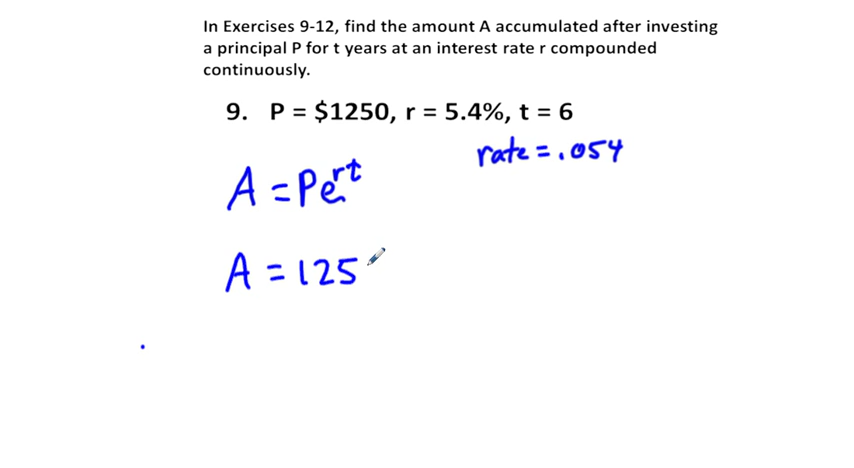 In Exercises 9-12, find the amount A accumulated after investing
a principal P for t years at an interest rate r compounded
continuously.
9. P = $1250, r = 5.4%, t = 6
rate = .054
A = Pe^rt
A = 125